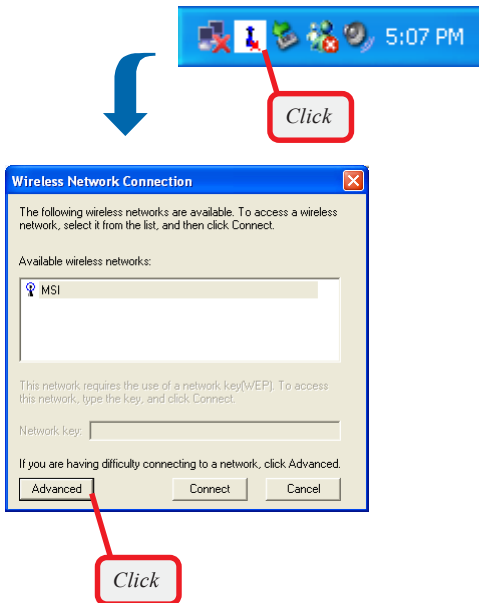 5:07 PM
Click
Wireless Network Connection
The following wireless networks are available. To access a wireless
network, select it from the list, and then click Connect.
Available wireless networks:
MSI
This network requires the use of a network key(WEP). To access
this network, type the key, and click Connect.
Network key:
If you are having difficulty connecting to a network, click Advanced.
Advanced Connect Cancel
Click